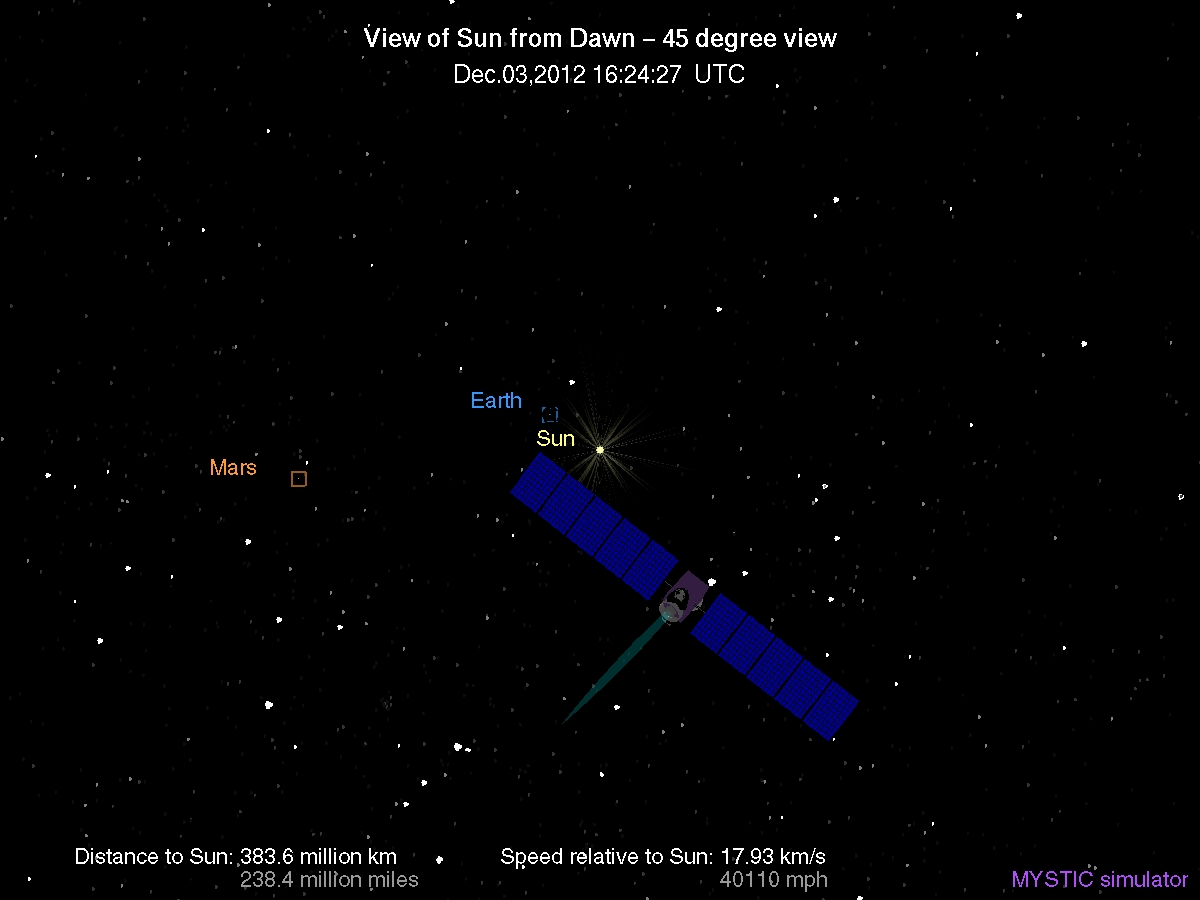 View of Sun from Dawn – 45 degree view
Dec.03,2012 16:24:27 UTC
Earth
Sun
Mars
Distance to Sun: 383.6 million km
238.4 million miles
Speed relative to Sun: 17.93 km/s
40110 mph
MYSTIC simulator